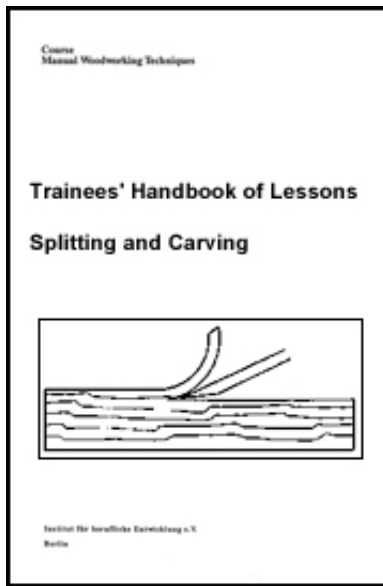 Course
Manual Woodworking Techniques
Trainees' Handbook of Lessons
Splitting and Carving
Institut für berufliche Entwicklung e.V.
Berlin